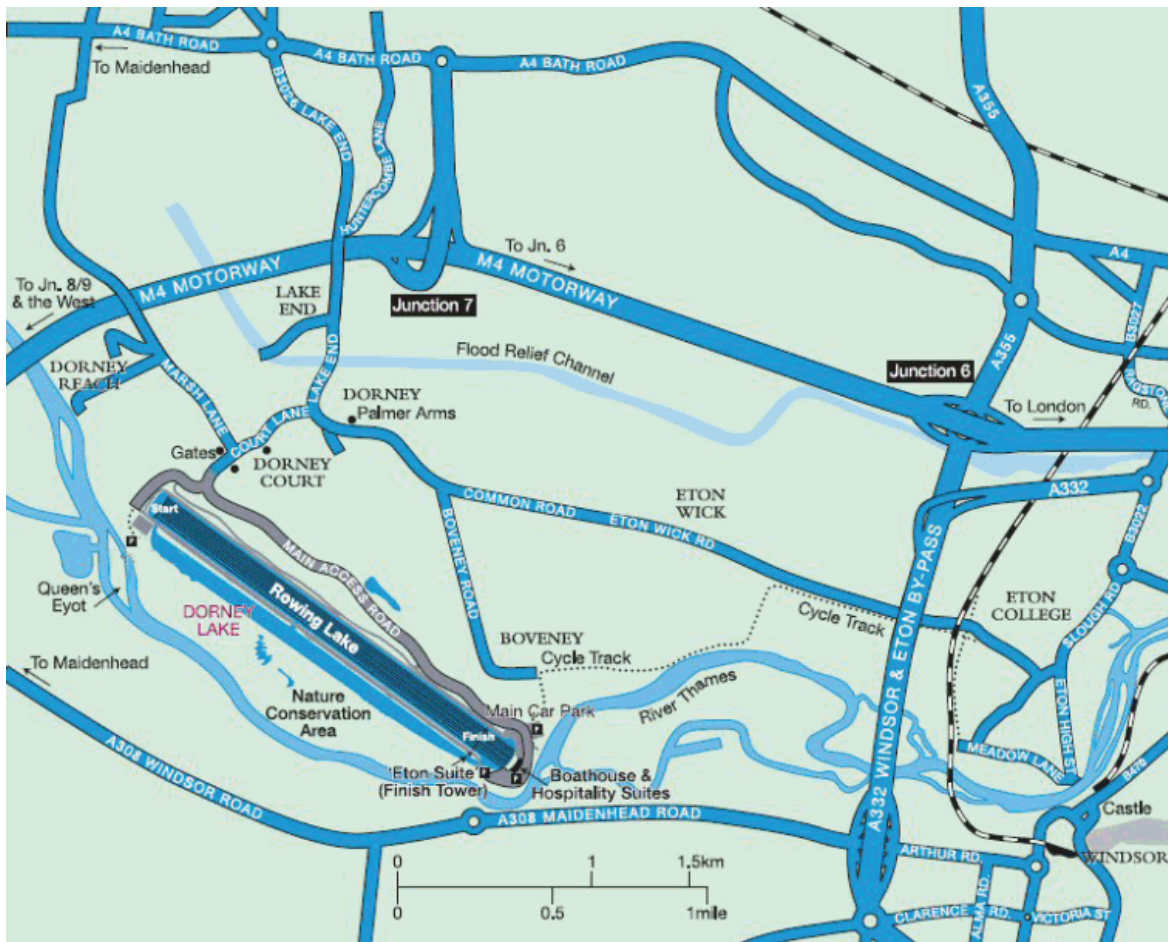 A4 BATH ROAD
To Maidenhead
A4 BATH ROAD
A4 BATH ROAD
B3026 LAKE END
HUNTERCOMBE LANE
A355
A4
B3027
RAGSTONE
RD.
To Jn. 6
M4 MOTORWAY
M4 MOTORWAY
To Jn. 8/9
& the West
LAKE
END
Junction 7
Flood Relief Channel
A355
Junction 6
To London
DORNEY
REACH
MARSH LANE
LAKE END
COURT LANE
DORNEY
Palmer Arms
Gates
DORNEY
COURT
COMMON ROAD
ETON
WICK
ETON WICK RD
A332
B3022
BOVENEY ROAD
Start
MAIN ACCESS ROAD
Rowing Lake
Queen's
Eyot
DORNEY
LAKE
P
A332 WINDSOR & ETON BY-PASS
Cycle Track
ETON
COLLEGE
SLOUGH RD
BOVENEY
Cycle Track
River Thames
ETON HIGH ST
To Maidenhead
Nature
Conservation
Area
Main Car Park
P
Finish
MEADOW LANE
B470
'Eton Suite'
(Finish Tower)
P
P
Boathouse &
Hospitality Suites
A308 WINDSOR ROAD
A308 MAIDENHEAD ROAD
Castle
WINDSOR
ARTHUR RD.
ALMA RD.
CLARENCE RD.
VICTORIA ST
0
1
1.5km
0
0.5
1mile